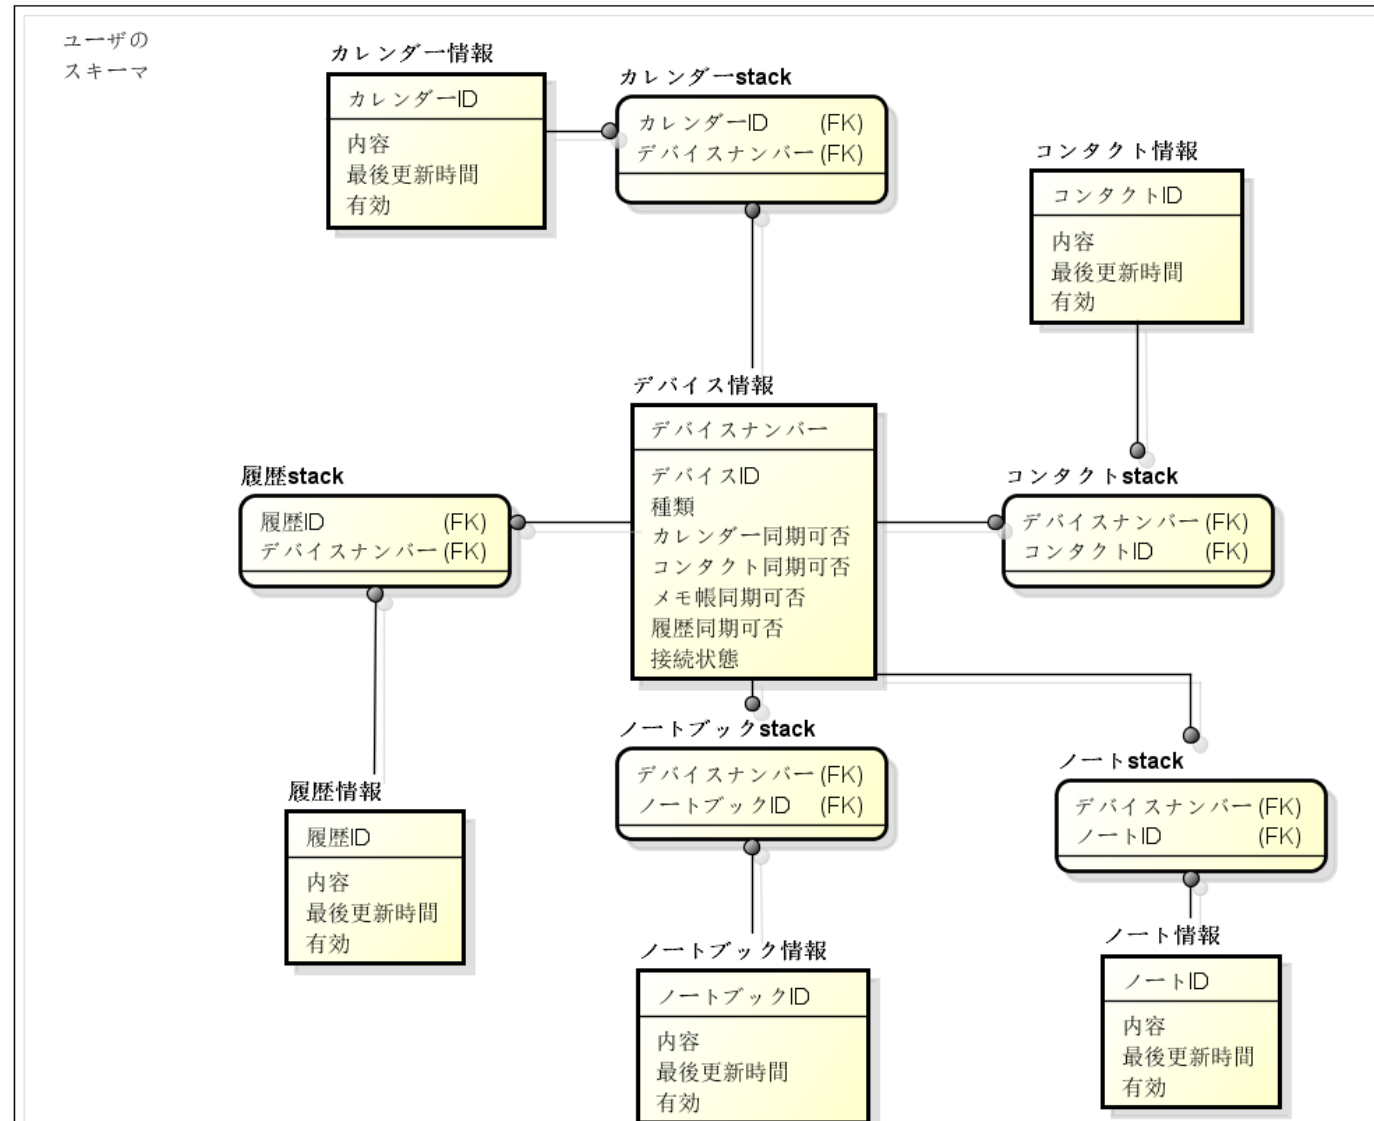 ユーザの
スキーマ
カレンダー情報
カレンダーID
内容
最後更新時間
有効
カレンダーstack
カレンダーID (FK)
デバイスナンバー (FK)
コンタクト情報
コンタクトID
内容
最後更新時間
有効
デバイス情報
デバイスナンバー
デバイスID
種類
カレンダー同期可否
コンタクト同期可否
メモ帳同期可否
履歴同期可否
接続状態
履歴stack
履歴ID (FK)
デバイスナンバー (FK)
コンタクトstack
デバイスナンバー (FK)
コンタクトID (FK)
ノートブックstack
デバイスナンバー (FK)
ノートブックID (FK)
ノートstack
デバイスナンバー (FK)
ノートID (FK)
履歴情報
履歴ID
内容
最後更新時間
有効
ノートブック情報
ノートブックID
内容
最後更新時間
有効
ノート情報
ノートID
内容
最後更新時間
有効